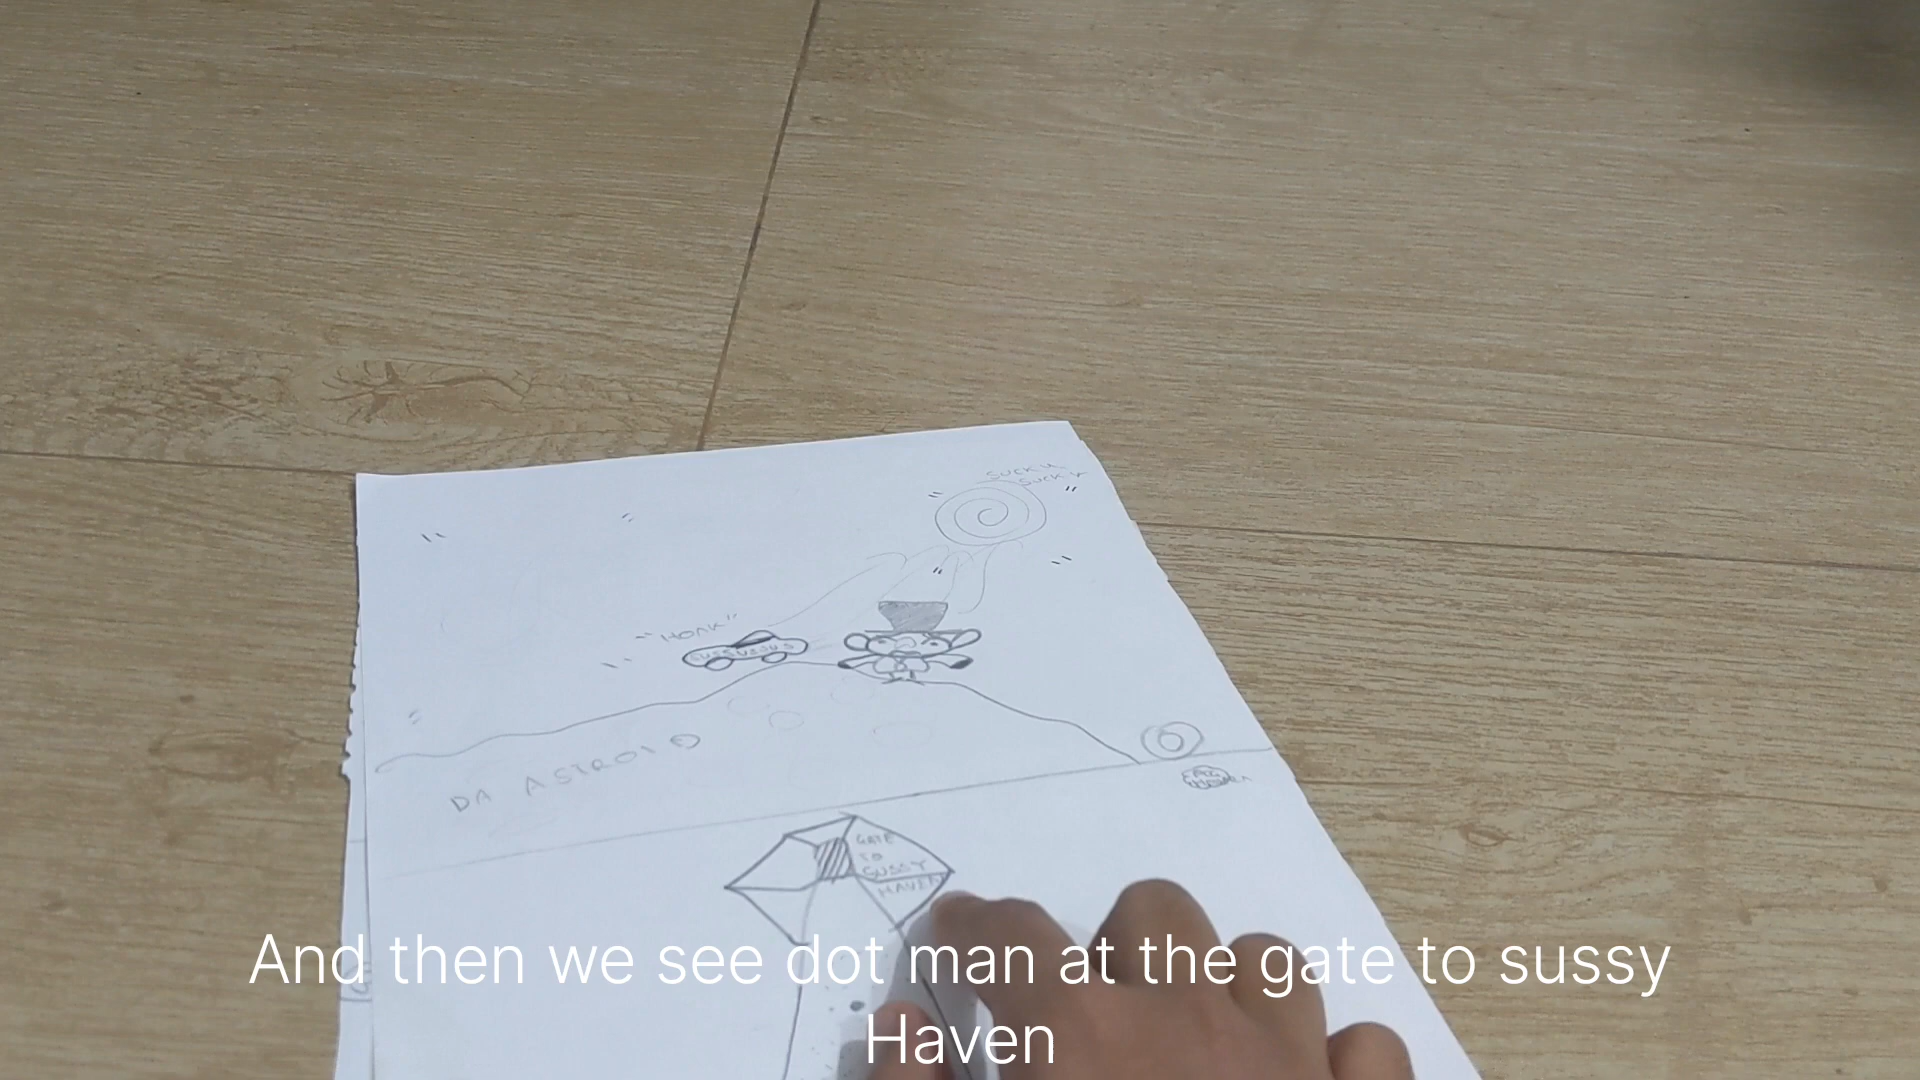 SUCK U
SUCK U
"HONK"
SUSSUSSUS
DA ASTROID
GATE
TO
SUSSY
HAVEN
And then we see dot man at the gate to sussy
Haven